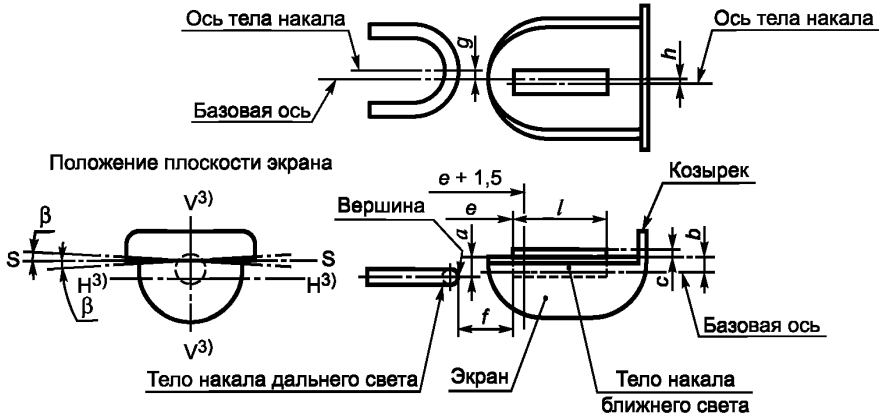 Ось тела накала
g
h
Ось тела накала
Базовая ось
Положение плоскости экрана
Козырек
e + 1,5
V³⁾
Вершина
β
e
l
a
b
S
S
H³⁾
H³⁾
β
c
f
Базовая ось
V³⁾
Тело накала дальнего света
Экран
Тело накала
ближнего света